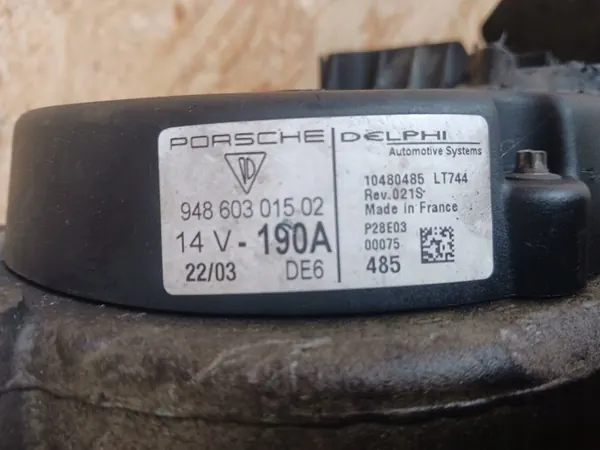 PORSCHE
948 603 015 02
14 V - 190A
22/03 DE6
DELPHI
Automotive Systems
10480485 LT744
Rev.021S
Made in France
P28E03
00075
485